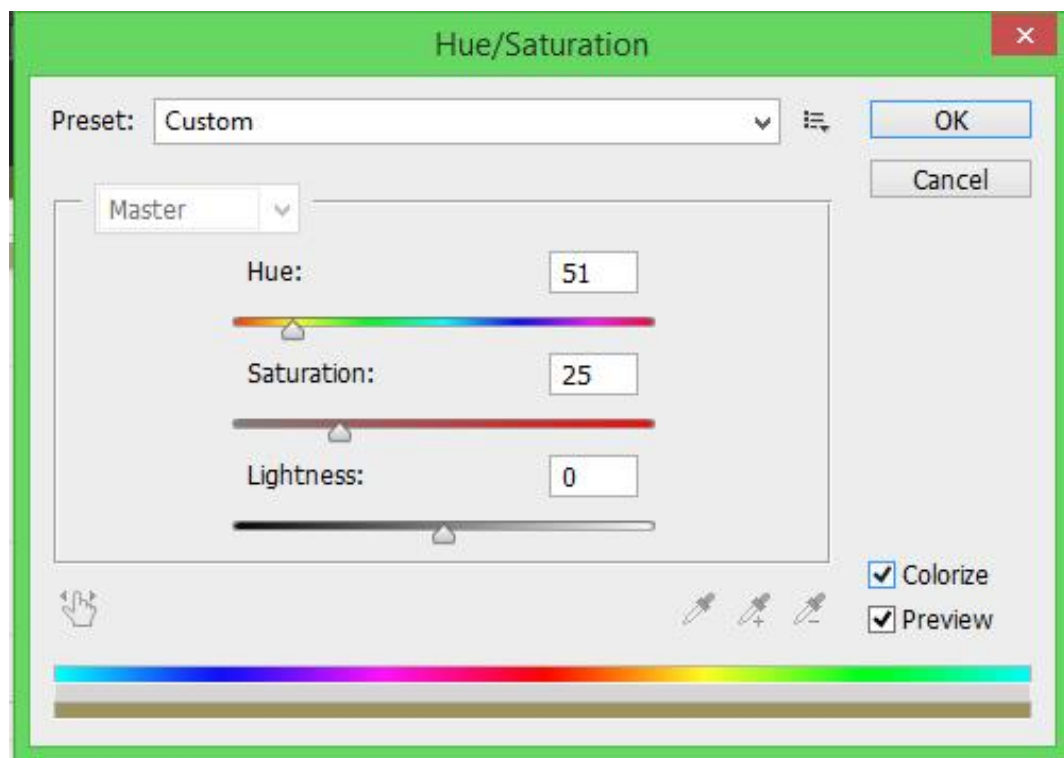 Hue/Saturation
Preset: Custom
OK
Cancel
Master
Hue: 51
Saturation: 25
Lightness: 0
Colorize
Preview